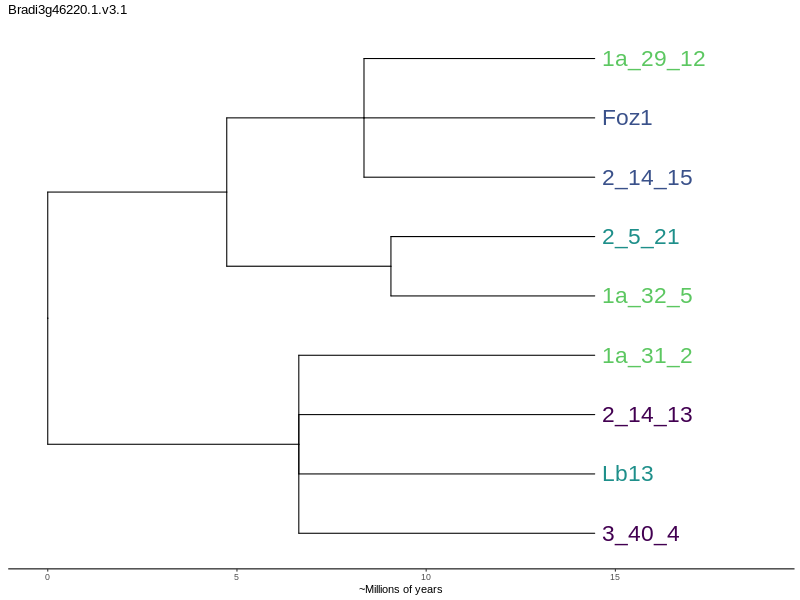 Bradi3g46220.1.v3.1
1a_29_12
Foz1
2_14_15
2_5_21
1a_32_5
1a_31_2
2_14_13
Lb13
3_40_4
0 5 10 15
~Millions of years